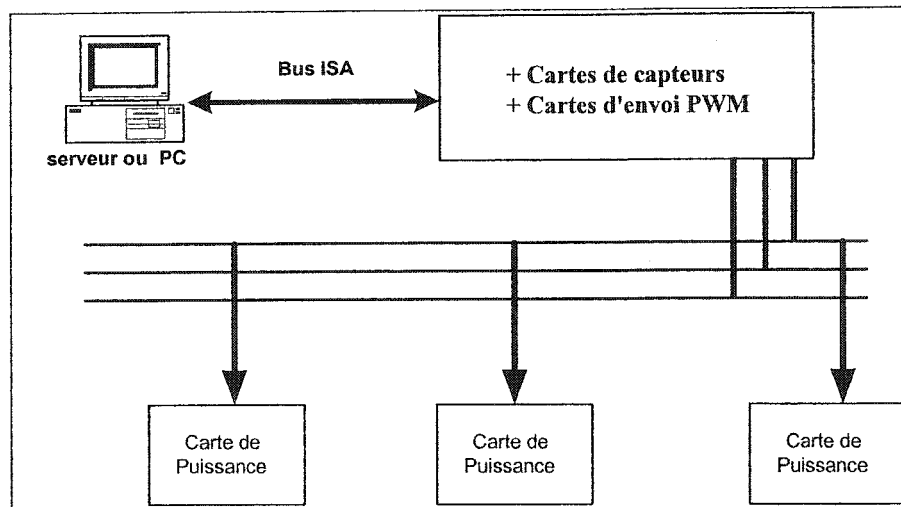 Bus ISA
+ Cartes de capteurs
+ Cartes d'envoi PWM
serveur ou PC
Carte de
Puissance
Carte de
Puissance
Carte de
Puissance